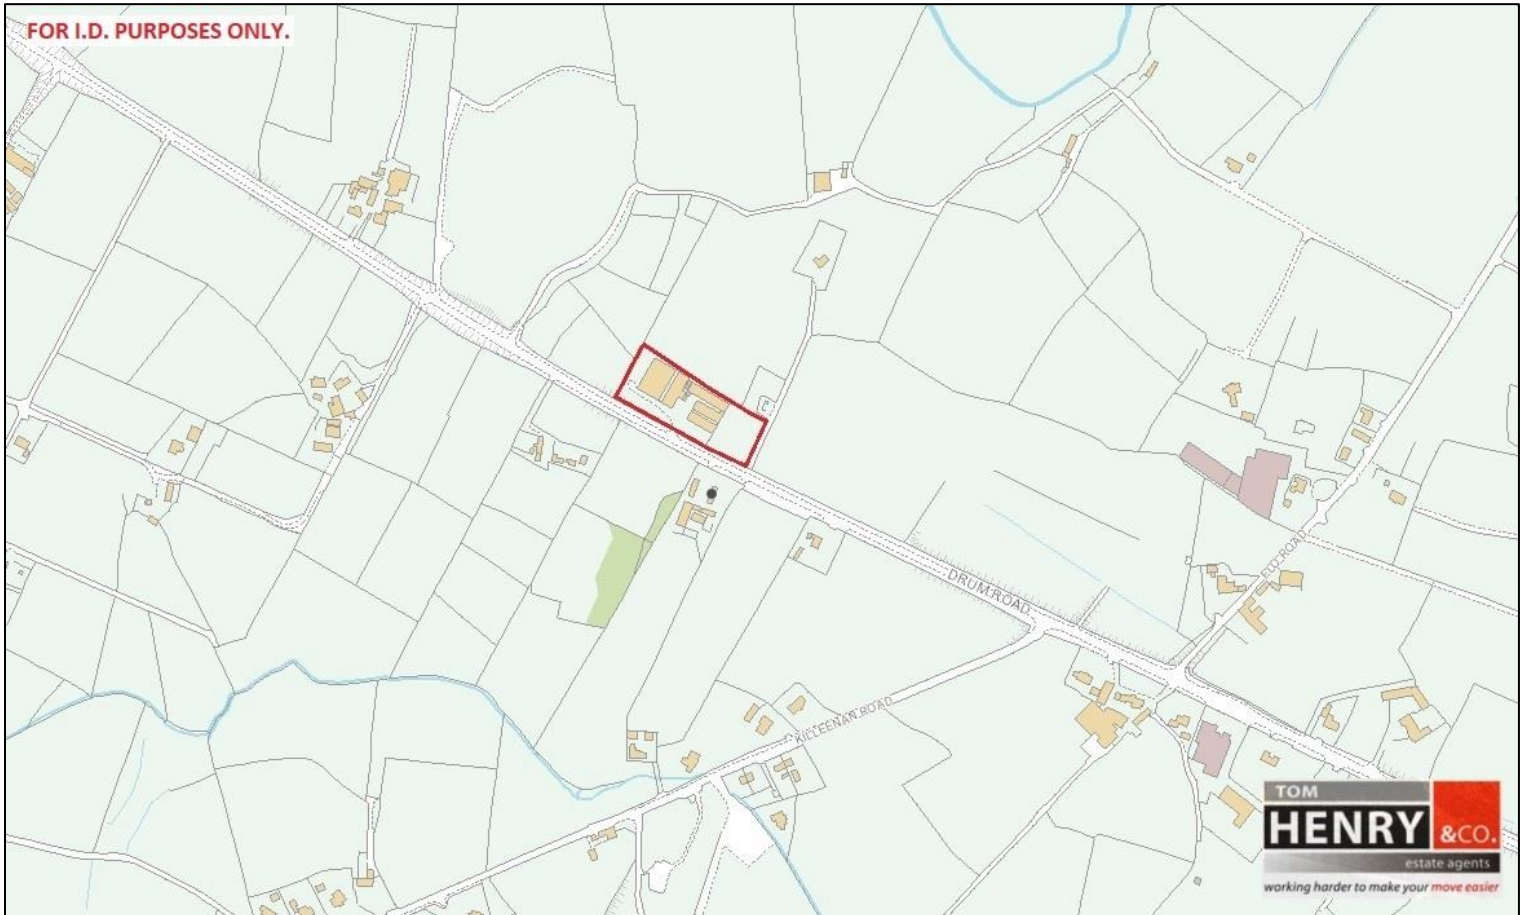 FOR I.D. PURPOSES ONLY.
DRUM ROAD
ROAD
KILLEENAN ROAD
TOM
HENRY &CO.
estate agents
working harder to make your move easier